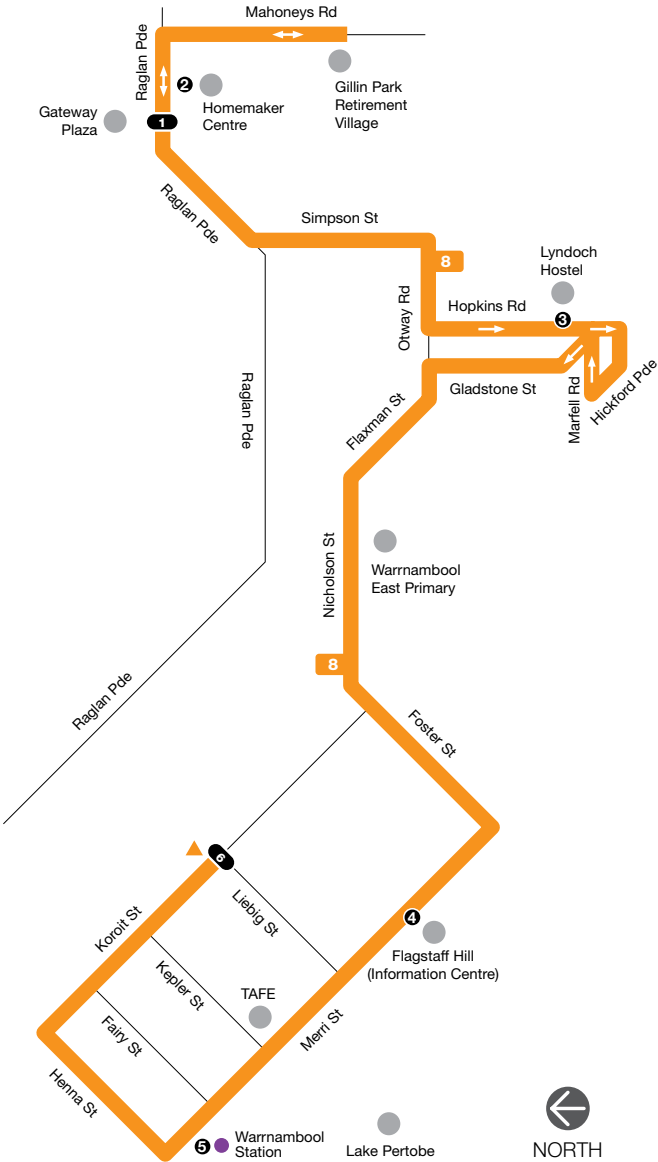 Mahoneys Rd
Raglan Pde
2
Homemaker
Centre
Gillin Park
Retirement
Village
Gateway
Plaza
1
Raglan Pde
Simpson St
8
Otway Rd
Lyndoch
Hostel
3
Hopkins Rd
Gladstone St
Marfell Rd
Hickford Pde
Raglan Pde
Flaxman St
Nicholson St
Warrnambool
East Primary
8
Raglan Pde
Foster St
6
Liebig St
Koroit St
4
Flagstaff Hill
(Information Centre)
Kepler St
TAFE
Merri St
Fairy St
Henna St
5
Warrnambool
Station
Lake Pertobe
NORTH